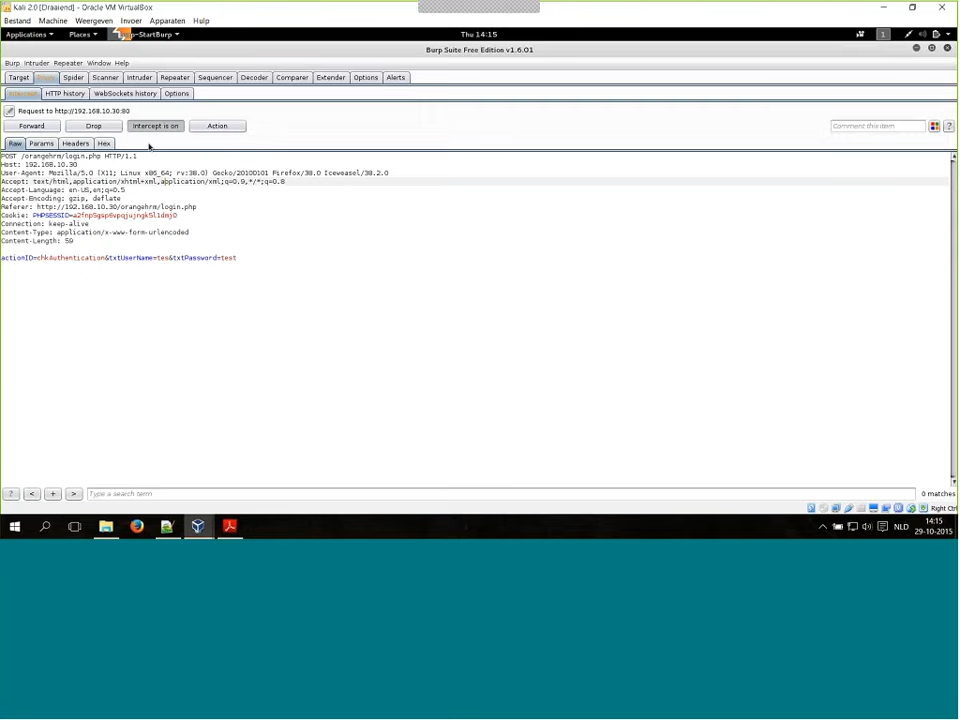 Kali 2.0 [Draaiend] - Oracle VM VirtualBox
Bestand Machine Weergeven Invoer Apparaten Hulp
Applications Places StartBurp Thu 14:15 1
Burp Suite Free Edition v1.6.01
Burp Intruder Repeater Window Help
Target Proxy Spider Scanner Intruder Repeater Sequencer Decoder Comparer Extender Options Alerts
Intercept HTTP history WebSockets history Options
Request to http://192.168.10.30:80
Forward Drop Intercept is on Action Comment this item ?
Raw Params Headers Hex
POST /orangehrm/login.php HTTP/1.1
Host: 192.168.10.30
User-Agent: Mozilla/5.0 (X11; Linux x86_64; rv:38.0) Gecko/20100101 Firefox/38.0 Iceweasel/38.2.0
Accept: text/html,application/xhtml+xml,application/xml;q=0.9,*/*;q=0.8
Accept-Language: en-US,en;q=0.5
Accept-Encoding: gzip, deflate
Referer: http://192.168.10.30/orangehrm/login.php
Cookie:
Connection: keep-alive
Content-Type: application/x-www-form-urlencoded
Content-Length: 59
actionID=chkAuthentication&txtUserName=tes&txtPassword=test
? < + > Type a search term 0 matches
Right Ctrl
NLD 14:15
29-10-2015